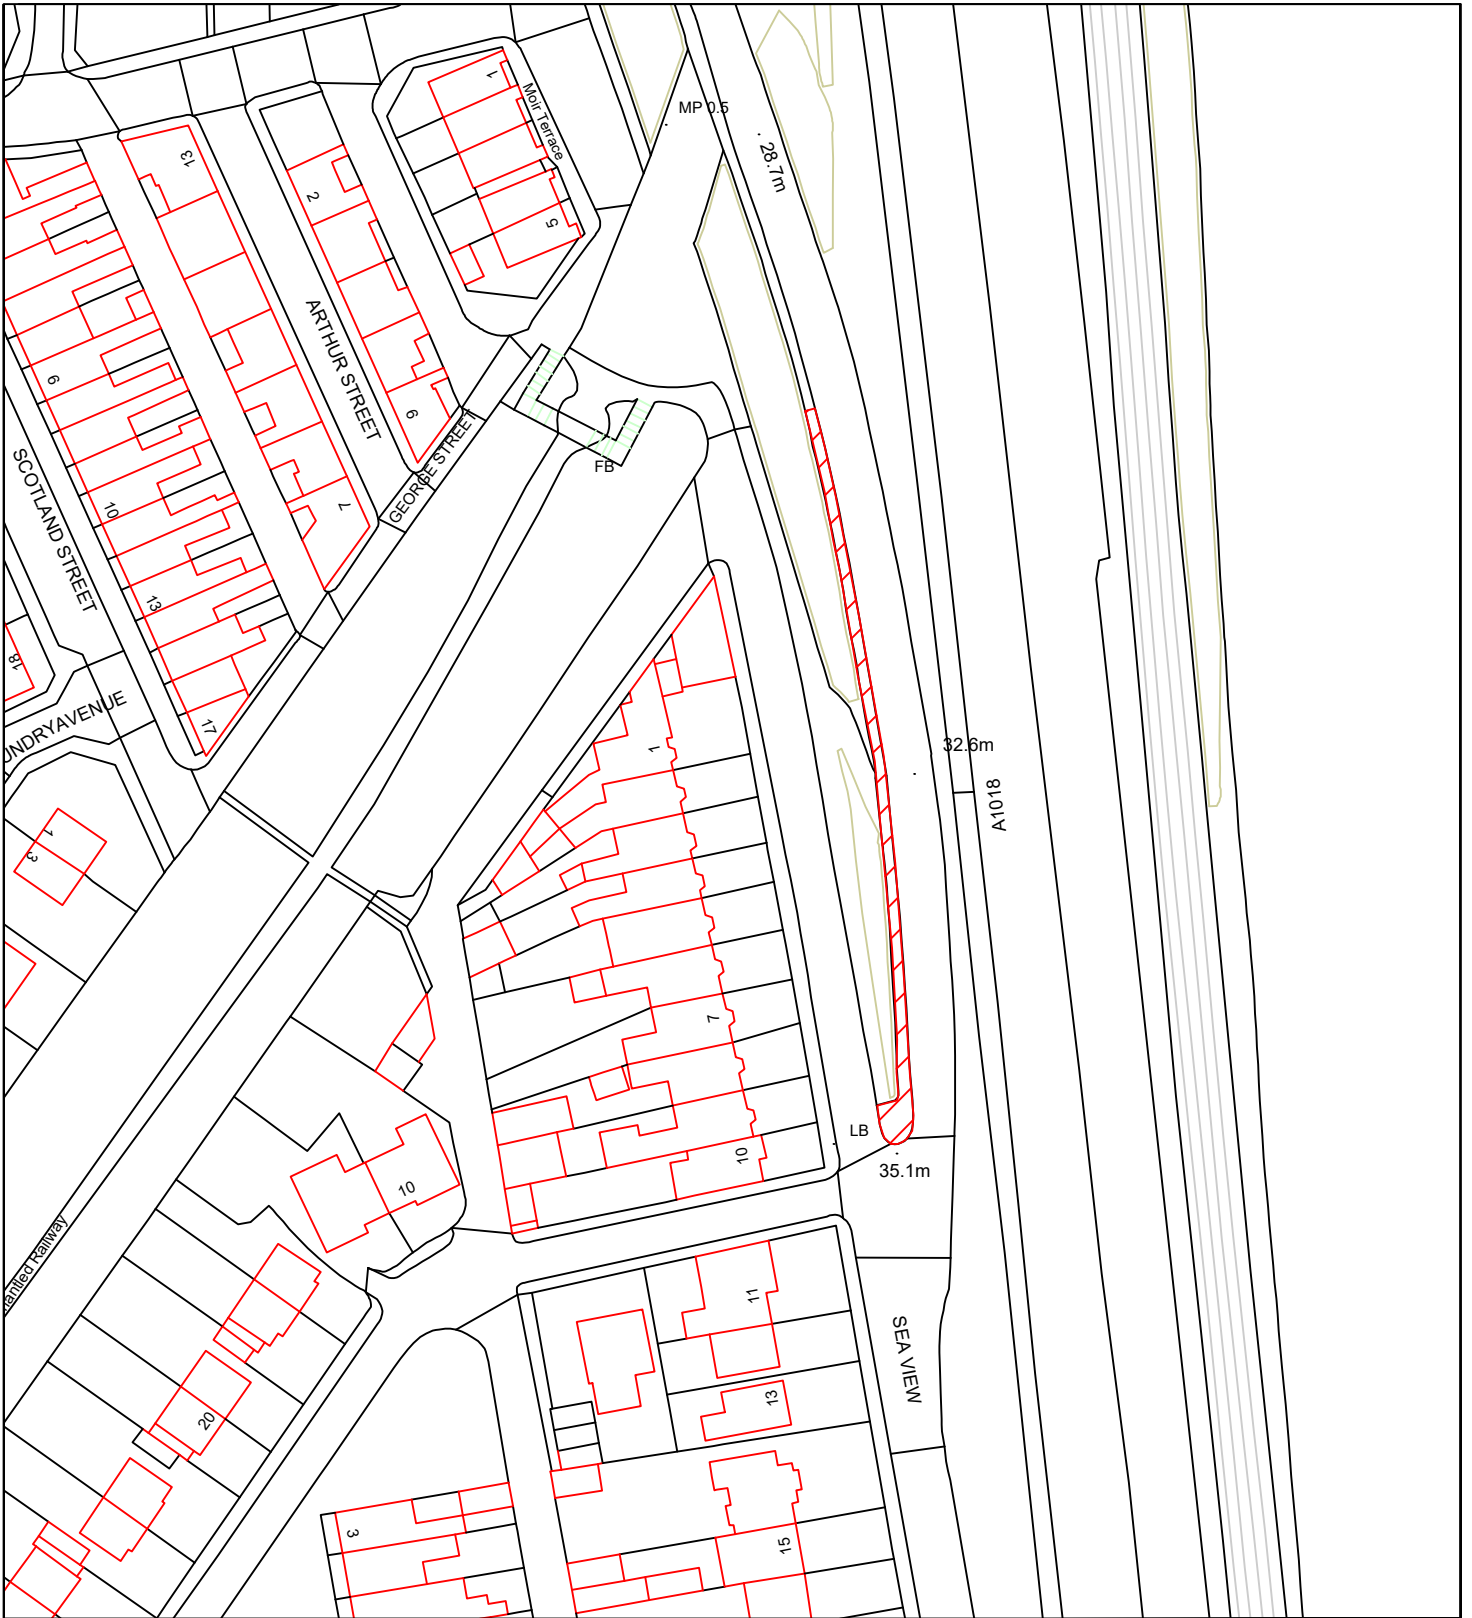 1
Moir Terrace
MP 0.5
28.7m
13
2
5
ARTHUR STREET
6
9
GEORGE STREET
FB
SCOTLAND STREET
10
7
13
18
UNDRYAVENUE
17
1
32.6m
A1018
1
3
7
LB
10
35.1m
10
antled Railway
11
SEA VIEW
13
20
3
15